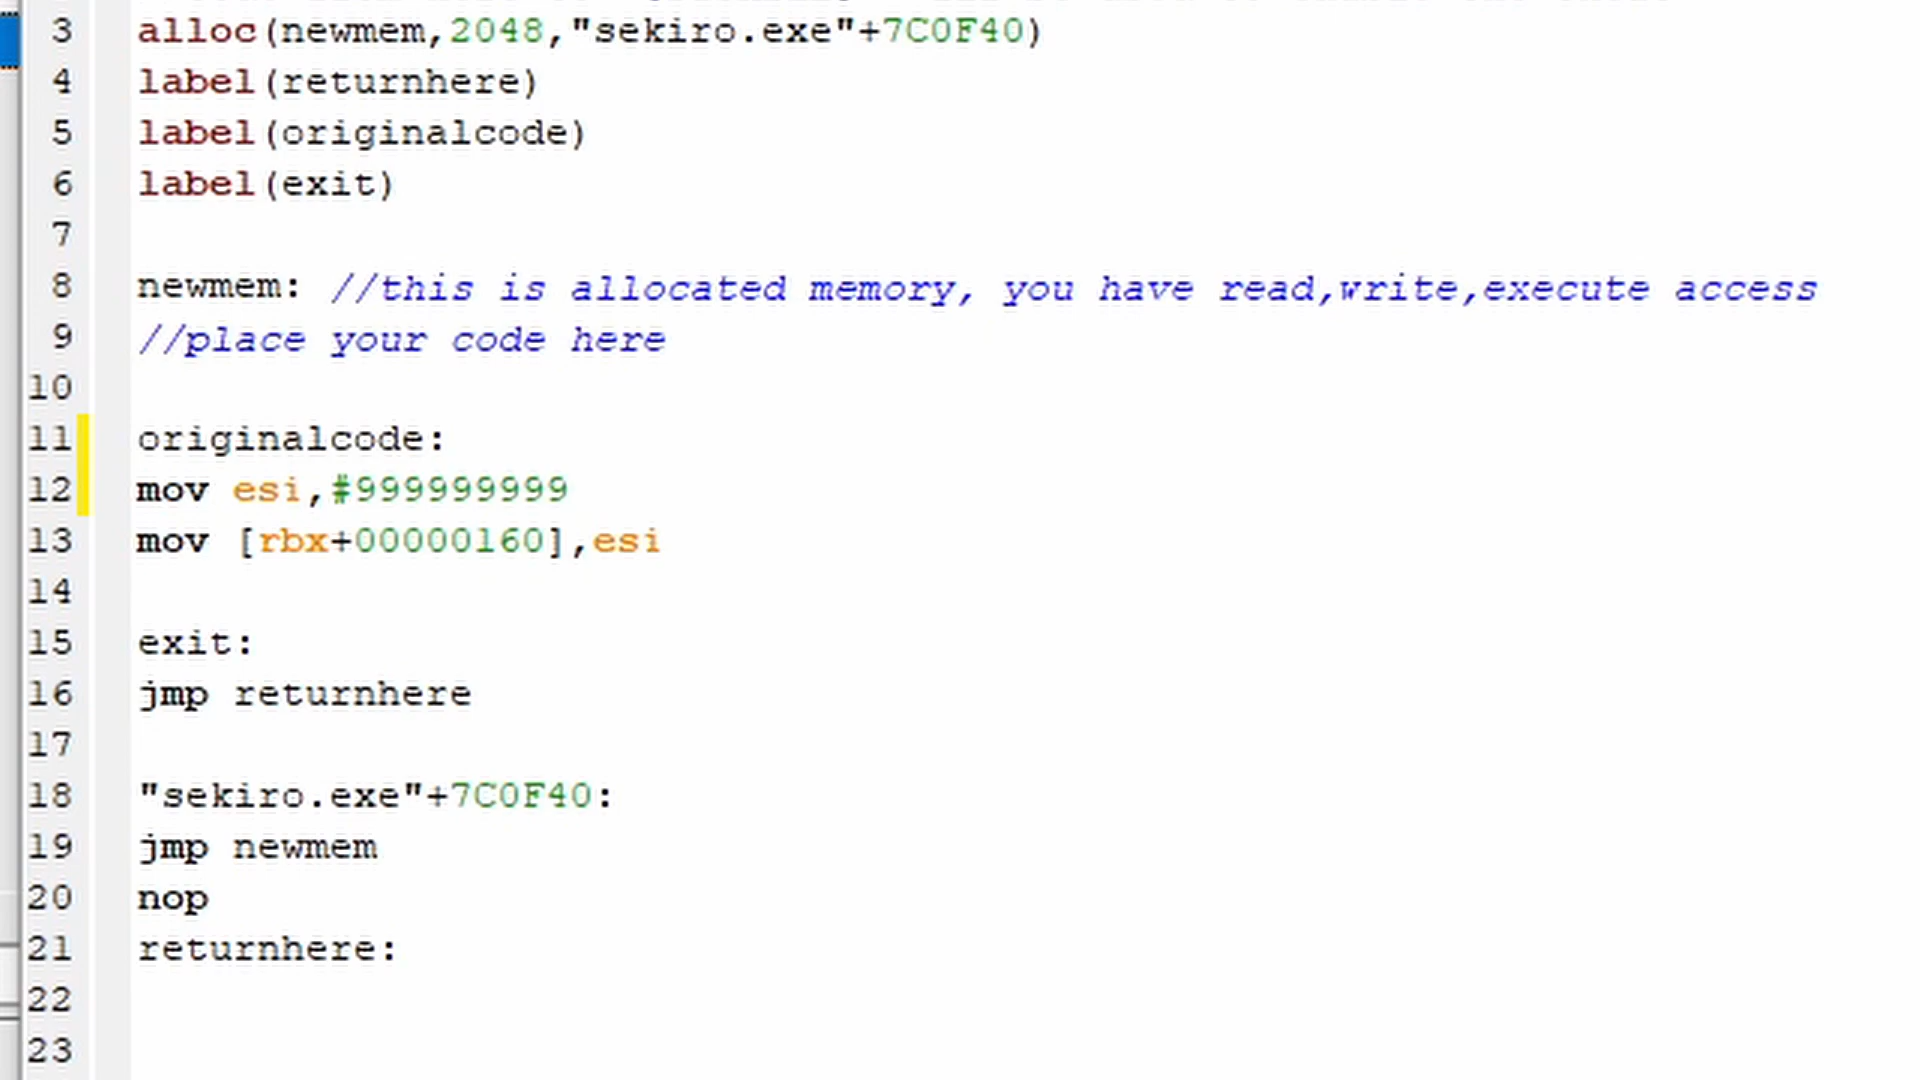 3 alloc(newmem,2048,"sekiro.exe"+7C0F40)
4 label(returnhere)
5 label(originalcode)
6 label(exit)
7
8 newmem: //this is allocated memory, you have read,write,execute access
9 //place your code here
10
11 originalcode:
12 mov esi,#999999999
13 mov [rbx+00000160],esi
14
15 exit:
16 jmp returnhere
17
18 "sekiro.exe"+7C0F40:
19 jmp newmem
20 nop
21 returnhere:
22
23